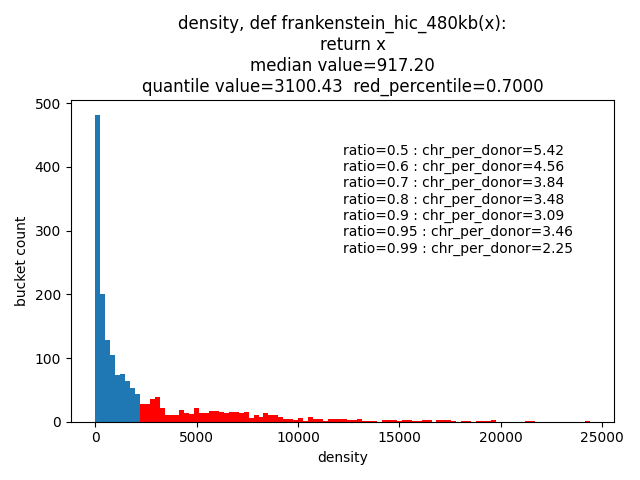 density, def frankenstein_hic_480kb(x):
return x
median value=917.20
quantile value=3100.43  red_percentile=0.7000
500
400
300
200
100
0
bucket count
ratio=0.5 : chr_per_donor=5.42
ratio=0.6 : chr_per_donor=4.56
ratio=0.7 : chr_per_donor=3.84
ratio=0.8 : chr_per_donor=3.48
ratio=0.9 : chr_per_donor=3.09
ratio=0.95 : chr_per_donor=3.46
ratio=0.99 : chr_per_donor=2.25
0 5000 10000 15000 20000 25000
density